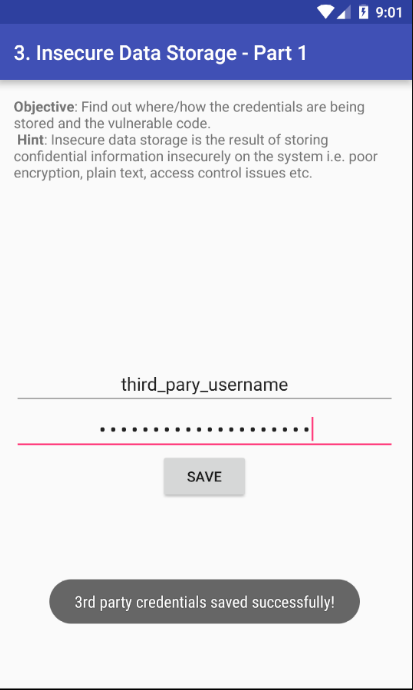 9:01
3. Insecure Data Storage - Part 1
Objective: Find out where/how the credentials are being
stored and the vulnerable code.
Hint: Insecure data storage is the result of storing
confidential information insecurely on the system i.e. poor
encryption, plain text, access control issues etc.
third_pary_username
••••••••••••••••••••
SAVE
3rd party credentials saved successfully!